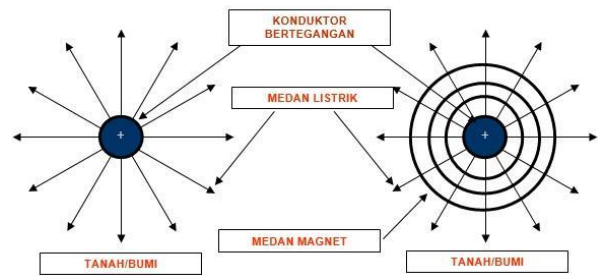 KONDUKTOR
BERTEGANGAN
MEDAN LISTRIK
+
+
MEDAN MAGNET
TANAH/BUMI
TANAH/BUMI